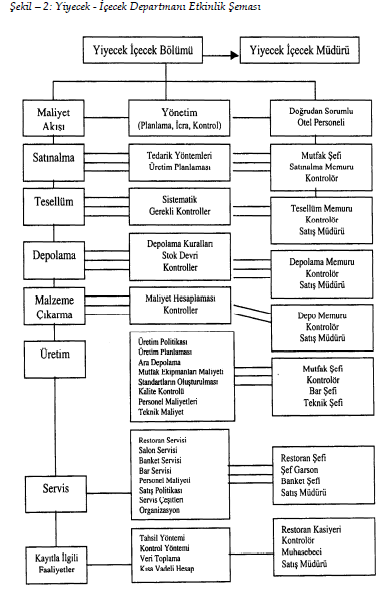 Şekil – 2: Yiyecek - İçecek Departmanı Etkinlik Şeması
Yiyecek İçecek Bölümü
Yiyecek İçecek Müdürü
Maliyet
Akışı
Yönetim
(Planlama, İcra, Kontrol)
Doğrudan Sorumlu
Otel Personeli
Satınalma
Tedarik Yöntemleri
Üretim Planlaması
Mutfak Şefi
Satınalma Memuru
Kontrolör
Tesellüm
Sistematik
Gerekli Kontroller
Tesellüm Memuru
Kontrolör
Satış Müdürü
Depolama
Depolama Kuralları
Stok Devri
Kontroller
Depolama Memuru
Kontrolör
Satış Müdürü
Malzeme
Çıkarma
Maliyet Hesaplaması
Kontroller
Depo Memuru
Kontrolör
Satış Müdürü
Üretim
Üretim Politikası
Üretim Planlaması
Ara Depolama
Mutfak Ekipmanları Maliyeti
Standartların Oluşturulması
Kalite Kontrolü
Personel Maliyetleri
Teknik Maliyet
Mutfak Şefi
Kontrolör
Bar Şefi
Teknik Şefi
Servis
Restoran Servisi
Salon Servisi
Banket Servisi
Bar Servisi
Personel Maliyeti
Satış Politikası
Servis Çeşitleri
Organizasyon
Restoran Şefi
Şef Garson
Banket Şefi
Satış Müdürü
Kayıtla İlgili
Faaliyetler
Tahsil Yöntemi
Kontrol Yöntemi
Veri Toplama
Kısa Vadeli Hesap
Restoran Kasiyeri
Kontrolör
Muhasebeci
Satış Müdürü